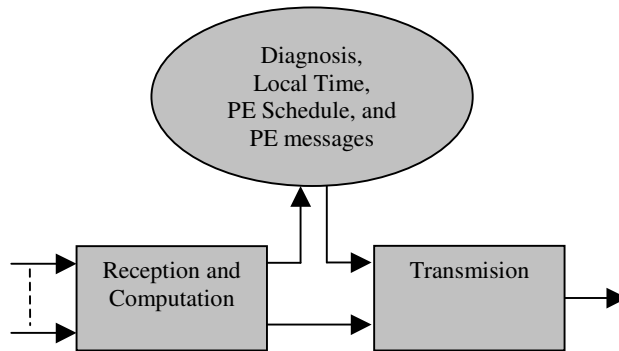 Diagnosis,
Local Time,
PE Schedule, and
PE messages
Reception and
Computation
Transmision